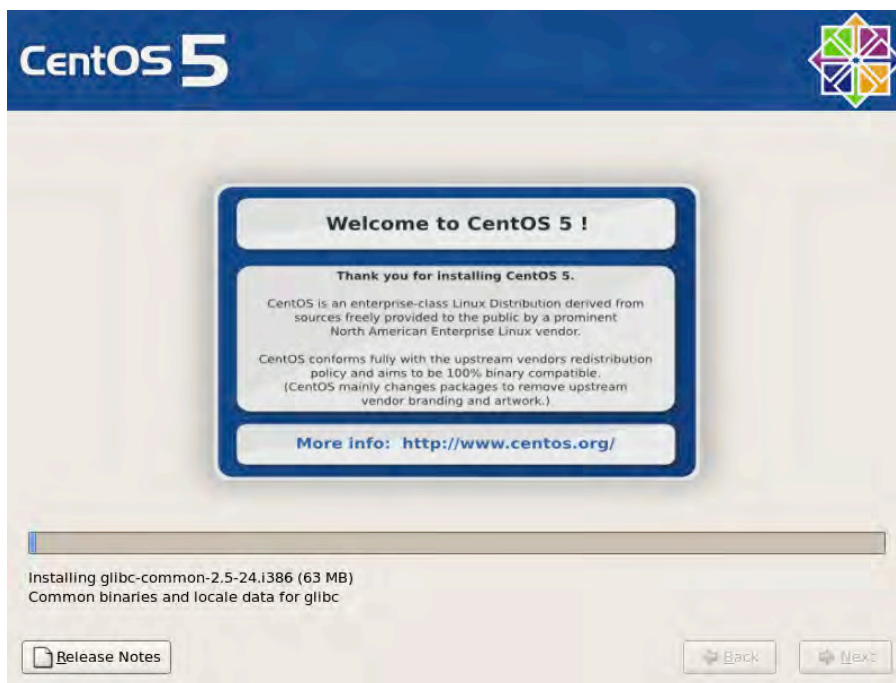 CentOS 5
Welcome to CentOS 5 !
Thank you for installing CentOS 5.
CentOS is an enterprise-class Linux Distribution derived from
sources freely provided to the public by a prominent
North American Enterprise Linux vendor.
CentOS conforms fully with the upstream vendors redistribution
policy and aims to be 100% binary compatible.
(CentOS mainly changes packages to remove upstream
vendor branding and artwork.)
More info: http://www.centos.org/
Installing glibc-common-2.5-24.i386 (63 MB)
Common binaries and locale data for glibc
Release Notes
Back
Next